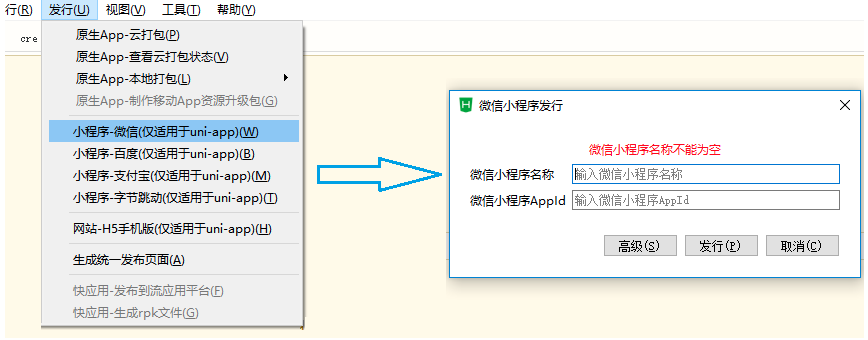 行(R) 发行(U) 视图(V) 工具(T) 帮助(Y)
cre
原生App-云打包(P)
原生App-查看云打包状态(V)
原生App-本地打包(L)
原生App-制作移动App资源升级包(G)
小程序-微信(仅适用于uni-app)(W)
小程序-百度(仅适用于uni-app)(B)
小程序-支付宝(仅适用于uni-app)(M)
小程序-字节跳动(仅适用于uni-app)(T)
网站-H5手机版(仅适用于uni-app)(H)
生成统一发布页面(A)
快应用-发布到流应用平台(F)
快应用-生成rpk文件(G)
H 微信小程序发行
微信小程序名称不能为空
微信小程序名称 输入微信小程序名称
微信小程序AppId 输入微信小程序AppId
高级(S) 发行(P) 取消(C)